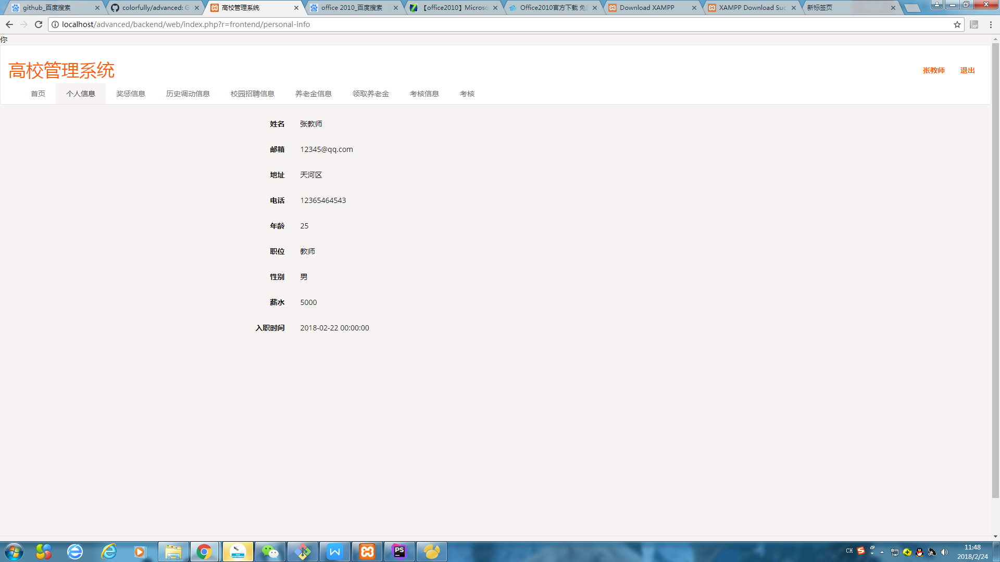 github_百度搜索
colorfully/advanced: G
高校管理系统
office 2010_百度搜索
【office2010】Microso
Office2010官方下载 免
Download XAMPP
XAMPP Download Suc
新标签页
localhost/advanced/backend/web/index.php?r=frontend/personal-info
你
高校管理系统
张教师 退出
首页 个人信息 奖惩信息 历史调动信息 校园招聘信息 养老金信息 领取养老金 考核信息 考核
姓名 张教师
邮箱 12345@qq.com
地址 天河区
电话 12365464543
年龄 25
职位 教师
性别 男
薪水 5000
入职时间 2018-02-22 00:00:00
PS
CH
11:48
2018/2/24